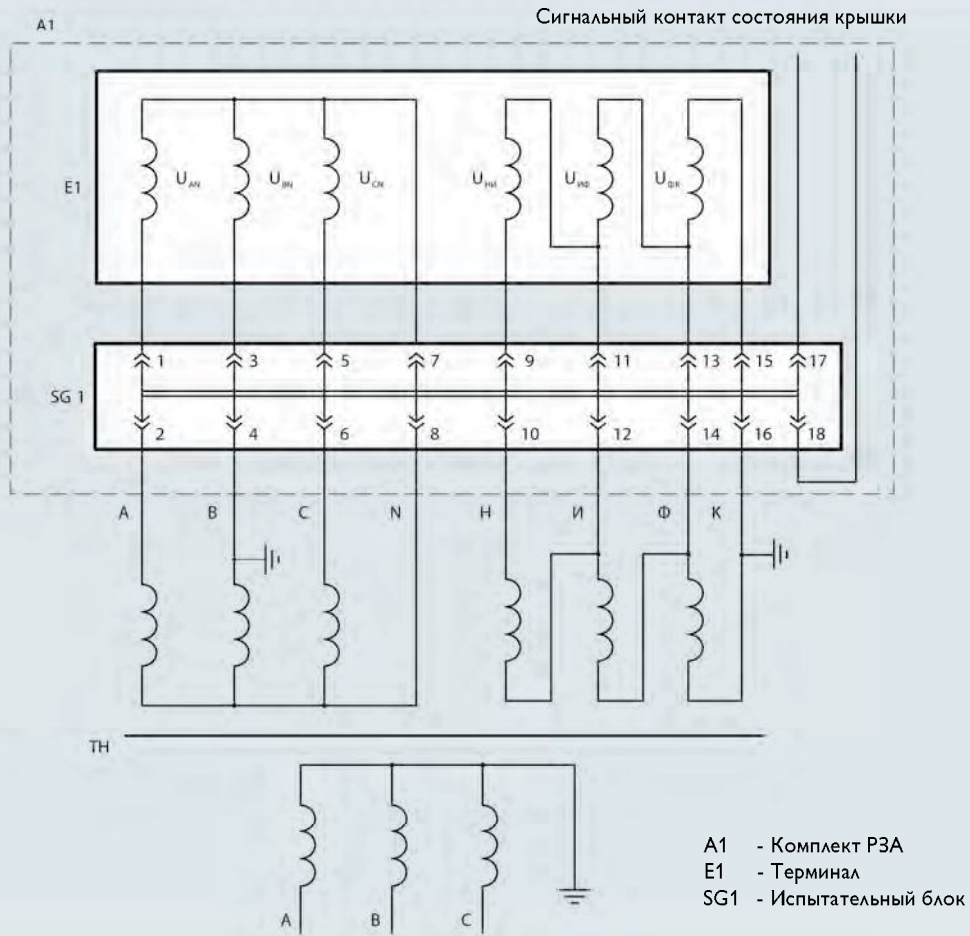 Сигнальный контакт состояния крышки
A1
E1
U_AN U_BN U_CN U_НИ U_ИФ U_ФК
1 3 5 7 9 11 13 15 17
SG 1
2 4 6 8 10 12 14 16 18
A B C N Н И Ф К
ТН
A B C
A1 - Комплект РЗА
E1 - Терминал
SG1 - Испытательный блок